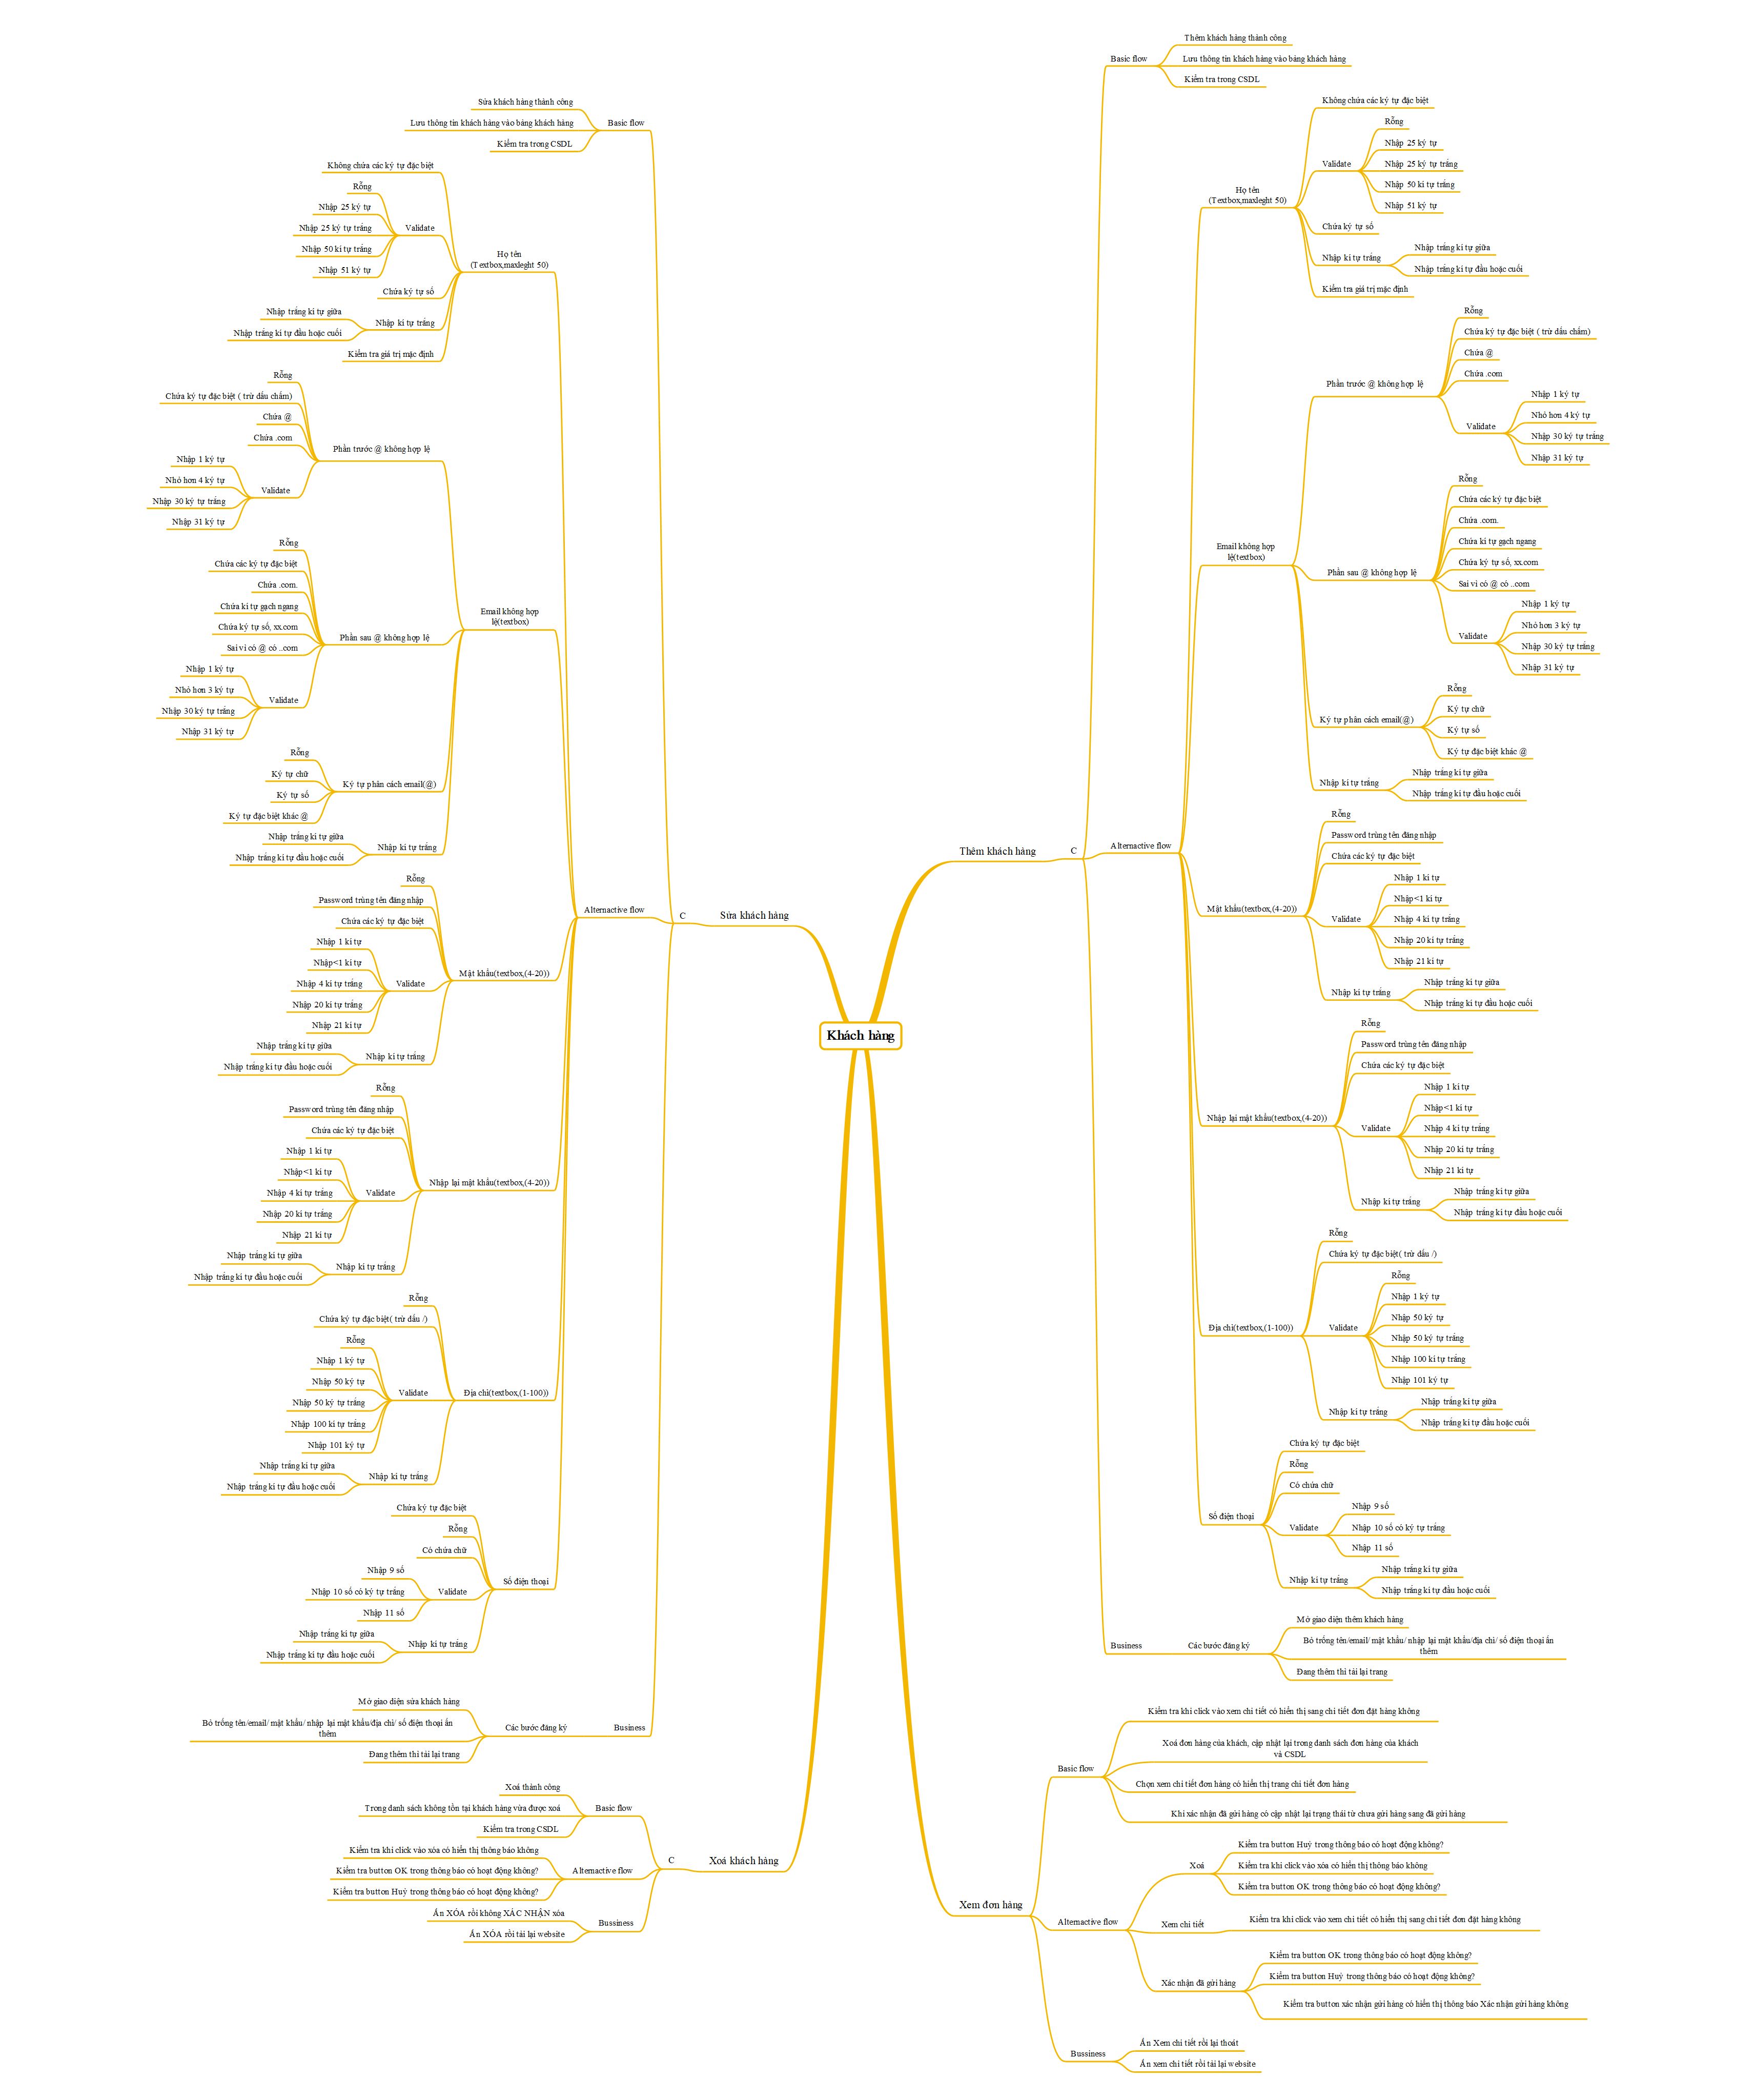 Khách hàng
Thêm khách hàng
C
Basic flow
Thêm khách hàng thành công
Lưu thông tin khách hàng vào bảng khách hàng
Kiểm tra trong CSDL
Alternactive flow
Họ tên
(Textbox,maxleght 50)
Không chứa các ký tự đặc biệt
Validate
Rỗng
Nhập 25 ký tự
Nhập 25 ký tự trắng
Nhập 50 kí tự trắng
Nhập 51 ký tự
Chứa ký tự số
Nhập kí tự trắng
Nhập trắng kí tự giữa
Nhập trắng kí tự đầu hoặc cuối
Kiểm tra giá trị mặc định
Email không hợp
lệ(textbox)
Phần trước @ không hợp lệ
Rỗng
Chứa ký tự đặc biệt ( trừ dấu chấm)
Chứa @
Chứa .com
Validate
Nhập 1 ký tự
Nhỏ hơn 4 ký tự
Nhập 30 ký tự trắng
Nhập 31 ký tự
Phần sau @ không hợp lệ
Rỗng
Chứa các ký tự đặc biệt
Chứa .com.
Chứa kí tự gạch ngang
Chứa ký tự số, xx.com
Sai vì có @ có ..com
Validate
Nhập 1 ký tự
Nhỏ hơn 3 ký tự
Nhập 30 ký tự trắng
Nhập 31 ký tự
Ký tự phân cách email(@)
Rỗng
Ký tự chữ
Ký tự số
Ký tự đặc biệt khác @
Nhập kí tự trắng
Nhập trắng kí tự giữa
Nhập trắng kí tự đầu hoặc cuối
Mật khẩu(textbox,(4-20))
Rỗng
Password trùng tên đăng nhập
Chứa các ký tự đặc biệt
Validate
Nhập 1 kí tự
Nhập<1 kí tự
Nhập 4 kí tự trắng
Nhập 20 kí tự trắng
Nhập 21 kí tự
Nhập kí tự trắng
Nhập trắng kí tự giữa
Nhập trắng kí tự đầu hoặc cuối
Nhập lại mật khẩu(textbox,(4-20))
Rỗng
Password trùng tên đăng nhập
Chứa các ký tự đặc biệt
Validate
Nhập 1 kí tự
Nhập<1 kí tự
Nhập 4 kí tự trắng
Nhập 20 kí tự trắng
Nhập 21 kí tự
Nhập kí tự trắng
Nhập trắng kí tự giữa
Nhập trắng kí tự đầu hoặc cuối
Địa chỉ(textbox,(1-100))
Rỗng
Chứa ký tự đặc biệt( trừ dấu /)
Validate
Rỗng
Nhập 1 ký tự
Nhập 50 ký tự
Nhập 50 ký tự trắng
Nhập 100 kí tự trắng
Nhập 101 ký tự
Nhập kí tự trắng
Nhập trắng kí tự giữa
Nhập trắng kí tự đầu hoặc cuối
Số điện thoại
Chứa ký tự đặc biệt
Rỗng
Có chứa chữ
Validate
Nhập 9 số
Nhập 10 số có ký tự trắng
Nhập 11 số
Nhập kí tự trắng
Nhập trắng kí tự giữa
Nhập trắng kí tự đầu hoặc cuối
Business
Các bước đăng ký
Mở giao diện thêm khách hàng
Bỏ trống tên/email/ mật khẩu/ nhập lại mật khẩu/địa chỉ/ số điện thoại ấn
thêm
Đang thêm thì tải lại trang
Xem đơn hàng
Basic flow
Kiểm tra khi click vào xem chi tiết có hiển thị sang chi tiết đơn đặt hàng không
Xoá đơn hàng của khách, cập nhật lại trong danh sách đơn hàng của khách
và CSDL
Chọn xem chi tiết đơn hàng có hiển thị trang chi tiết đơn hàng
Khi xác nhận đã gửi hàng có cập nhật lại trạng thái từ chưa gửi hàng sang đã gửi hàng
Alternactive flow
Xoá
Kiểm tra button Huỷ trong thông báo có hoạt động không?
Kiểm tra khi click vào xóa có hiển thị thông báo không
Kiểm tra button OK trong thông báo có hoạt động không?
Xem chi tiết
Kiểm tra khi click vào xem chi tiết có hiển thị sang chi tiết đơn đặt hàng không
Xác nhận đã gửi hàng
Kiểm tra button OK trong thông báo có hoạt động không?
Kiểm tra button Huỷ trong thông báo có hoạt động không?
Kiểm tra button xác nhận gửi hàng có hiển thị thông báo Xác nhận gửi hàng không
Bussiness
Ấn Xem chi tiết rồi lại thoát
Ấn xem chi tiết rồi tải lại website
Sửa khách hàng
C
Basic flow
Sửa khách hàng thành công
Lưu thông tin khách hàng vào bảng khách hàng
Kiểm tra trong CSDL
Alternactive flow
Họ tên
(Textbox,maxleght 50)
Không chứa các ký tự đặc biệt
Validate
Rỗng
Nhập 25 ký tự
Nhập 25 ký tự trắng
Nhập 50 kí tự trắng
Nhập 51 ký tự
Chứa ký tự số
Nhập kí tự trắng
Nhập trắng kí tự giữa
Nhập trắng kí tự đầu hoặc cuối
Kiểm tra giá trị mặc định
Email không hợp
lệ(textbox)
Phần trước @ không hợp lệ
Rỗng
Chứa ký tự đặc biệt ( trừ dấu chấm)
Chứa @
Chứa .com
Validate
Nhập 1 ký tự
Nhỏ hơn 4 ký tự
Nhập 30 ký tự trắng
Nhập 31 ký tự
Phần sau @ không hợp lệ
Rỗng
Chứa các ký tự đặc biệt
Chứa .com.
Chứa kí tự gạch ngang
Chứa ký tự số, xx.com
Sai vì có @ có ..com
Validate
Nhập 1 ký tự
Nhỏ hơn 3 ký tự
Nhập 30 ký tự trắng
Nhập 31 ký tự
Ký tự phân cách email(@)
Rỗng
Ký tự chữ
Ký tự số
Ký tự đặc biệt khác @
Nhập kí tự trắng
Nhập trắng kí tự giữa
Nhập trắng kí tự đầu hoặc cuối
Mật khẩu(textbox,(4-20))
Rỗng
Password trùng tên đăng nhập
Chứa các ký tự đặc biệt
Validate
Nhập 1 kí tự
Nhập<1 kí tự
Nhập 4 kí tự trắng
Nhập 20 kí tự trắng
Nhập 21 kí tự
Nhập kí tự trắng
Nhập trắng kí tự giữa
Nhập trắng kí tự đầu hoặc cuối
Nhập lại mật khẩu(textbox,(4-20))
Rỗng
Password trùng tên đăng nhập
Chứa các ký tự đặc biệt
Validate
Nhập 1 kí tự
Nhập<1 kí tự
Nhập 4 kí tự trắng
Nhập 20 kí tự trắng
Nhập 21 kí tự
Nhập kí tự trắng
Nhập trắng kí tự giữa
Nhập trắng kí tự đầu hoặc cuối
Địa chỉ(textbox,(1-100))
Rỗng
Chứa ký tự đặc biệt( trừ dấu /)
Validate
Rỗng
Nhập 1 ký tự
Nhập 50 ký tự
Nhập 50 ký tự trắng
Nhập 100 kí tự trắng
Nhập 101 ký tự
Nhập kí tự trắng
Nhập trắng kí tự giữa
Nhập trắng kí tự đầu hoặc cuối
Số điện thoại
Chứa ký tự đặc biệt
Rỗng
Có chứa chữ
Validate
Nhập 9 số
Nhập 10 số có ký tự trắng
Nhập 11 số
Nhập kí tự trắng
Nhập trắng kí tự giữa
Nhập trắng kí tự đầu hoặc cuối
Business
Các bước đăng ký
Mở giao diện sửa khách hàng
Bỏ trống tên/email/ mật khẩu/ nhập lại mật khẩu/địa chỉ/ số điện thoại ấn
thêm
Đang thêm thì tải lại trang
Xoá khách hàng
C
Basic flow
Xoá thành công
Trong danh sách không tồn tại khách hàng vừa được xoá
Kiểm tra trong CSDL
Alternactive flow
Kiểm tra khi click vào xóa có hiển thị thông báo không
Kiểm tra button OK trong thông báo có hoạt động không?
Kiểm tra button Huỷ trong thông báo có hoạt động không?
Bussiness
Ấn XÓA rồi không XÁC NHẬN xóa
Ấn XÓA rồi tải lại website